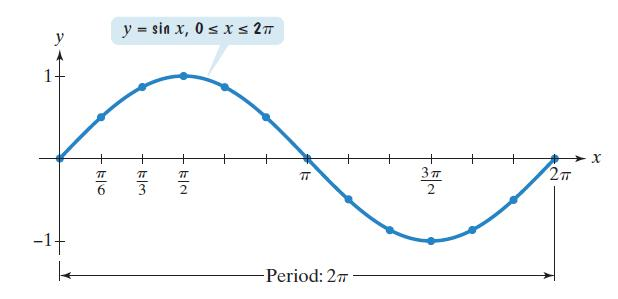 y = sin x, 0 ≤ x ≤ 2π
y
1
x
π/6
π/3
π/2
π
3π/2
2π
−1
Period: 2π